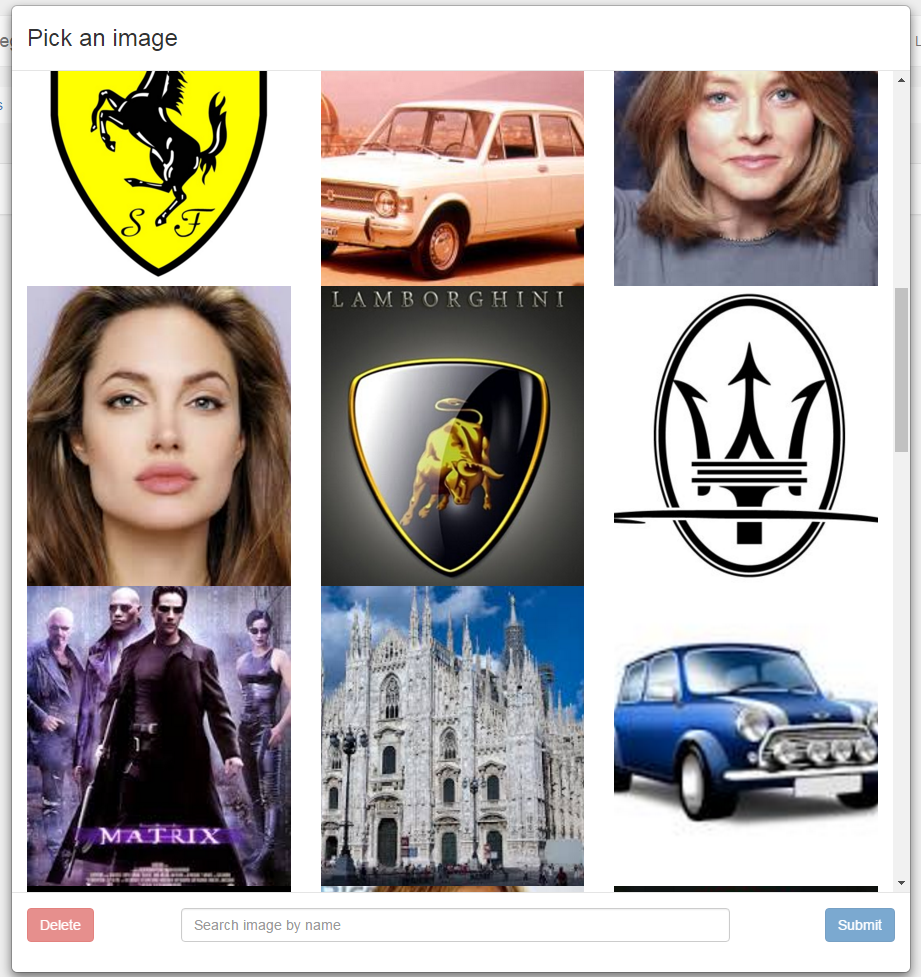 Pick an image
S F
LAMBORGHINI
MATRIX
Delete
Search image by name
Submit